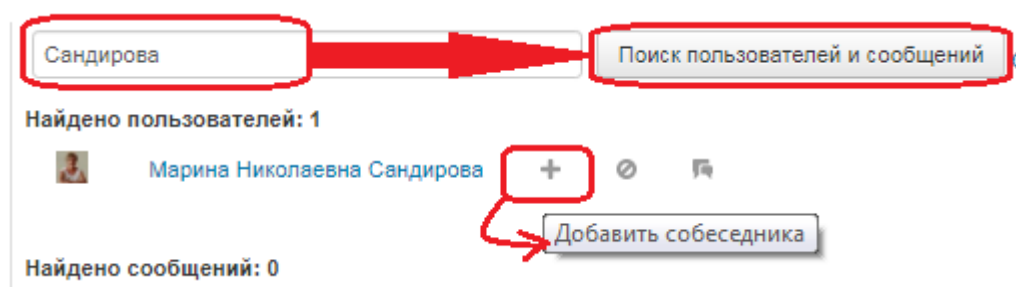 Сандирова Поиск пользователей и сообщений
Найдено пользователей: 1
Марина Николаевна Сандирова
Добавить собеседника
Найдено сообщений: 0